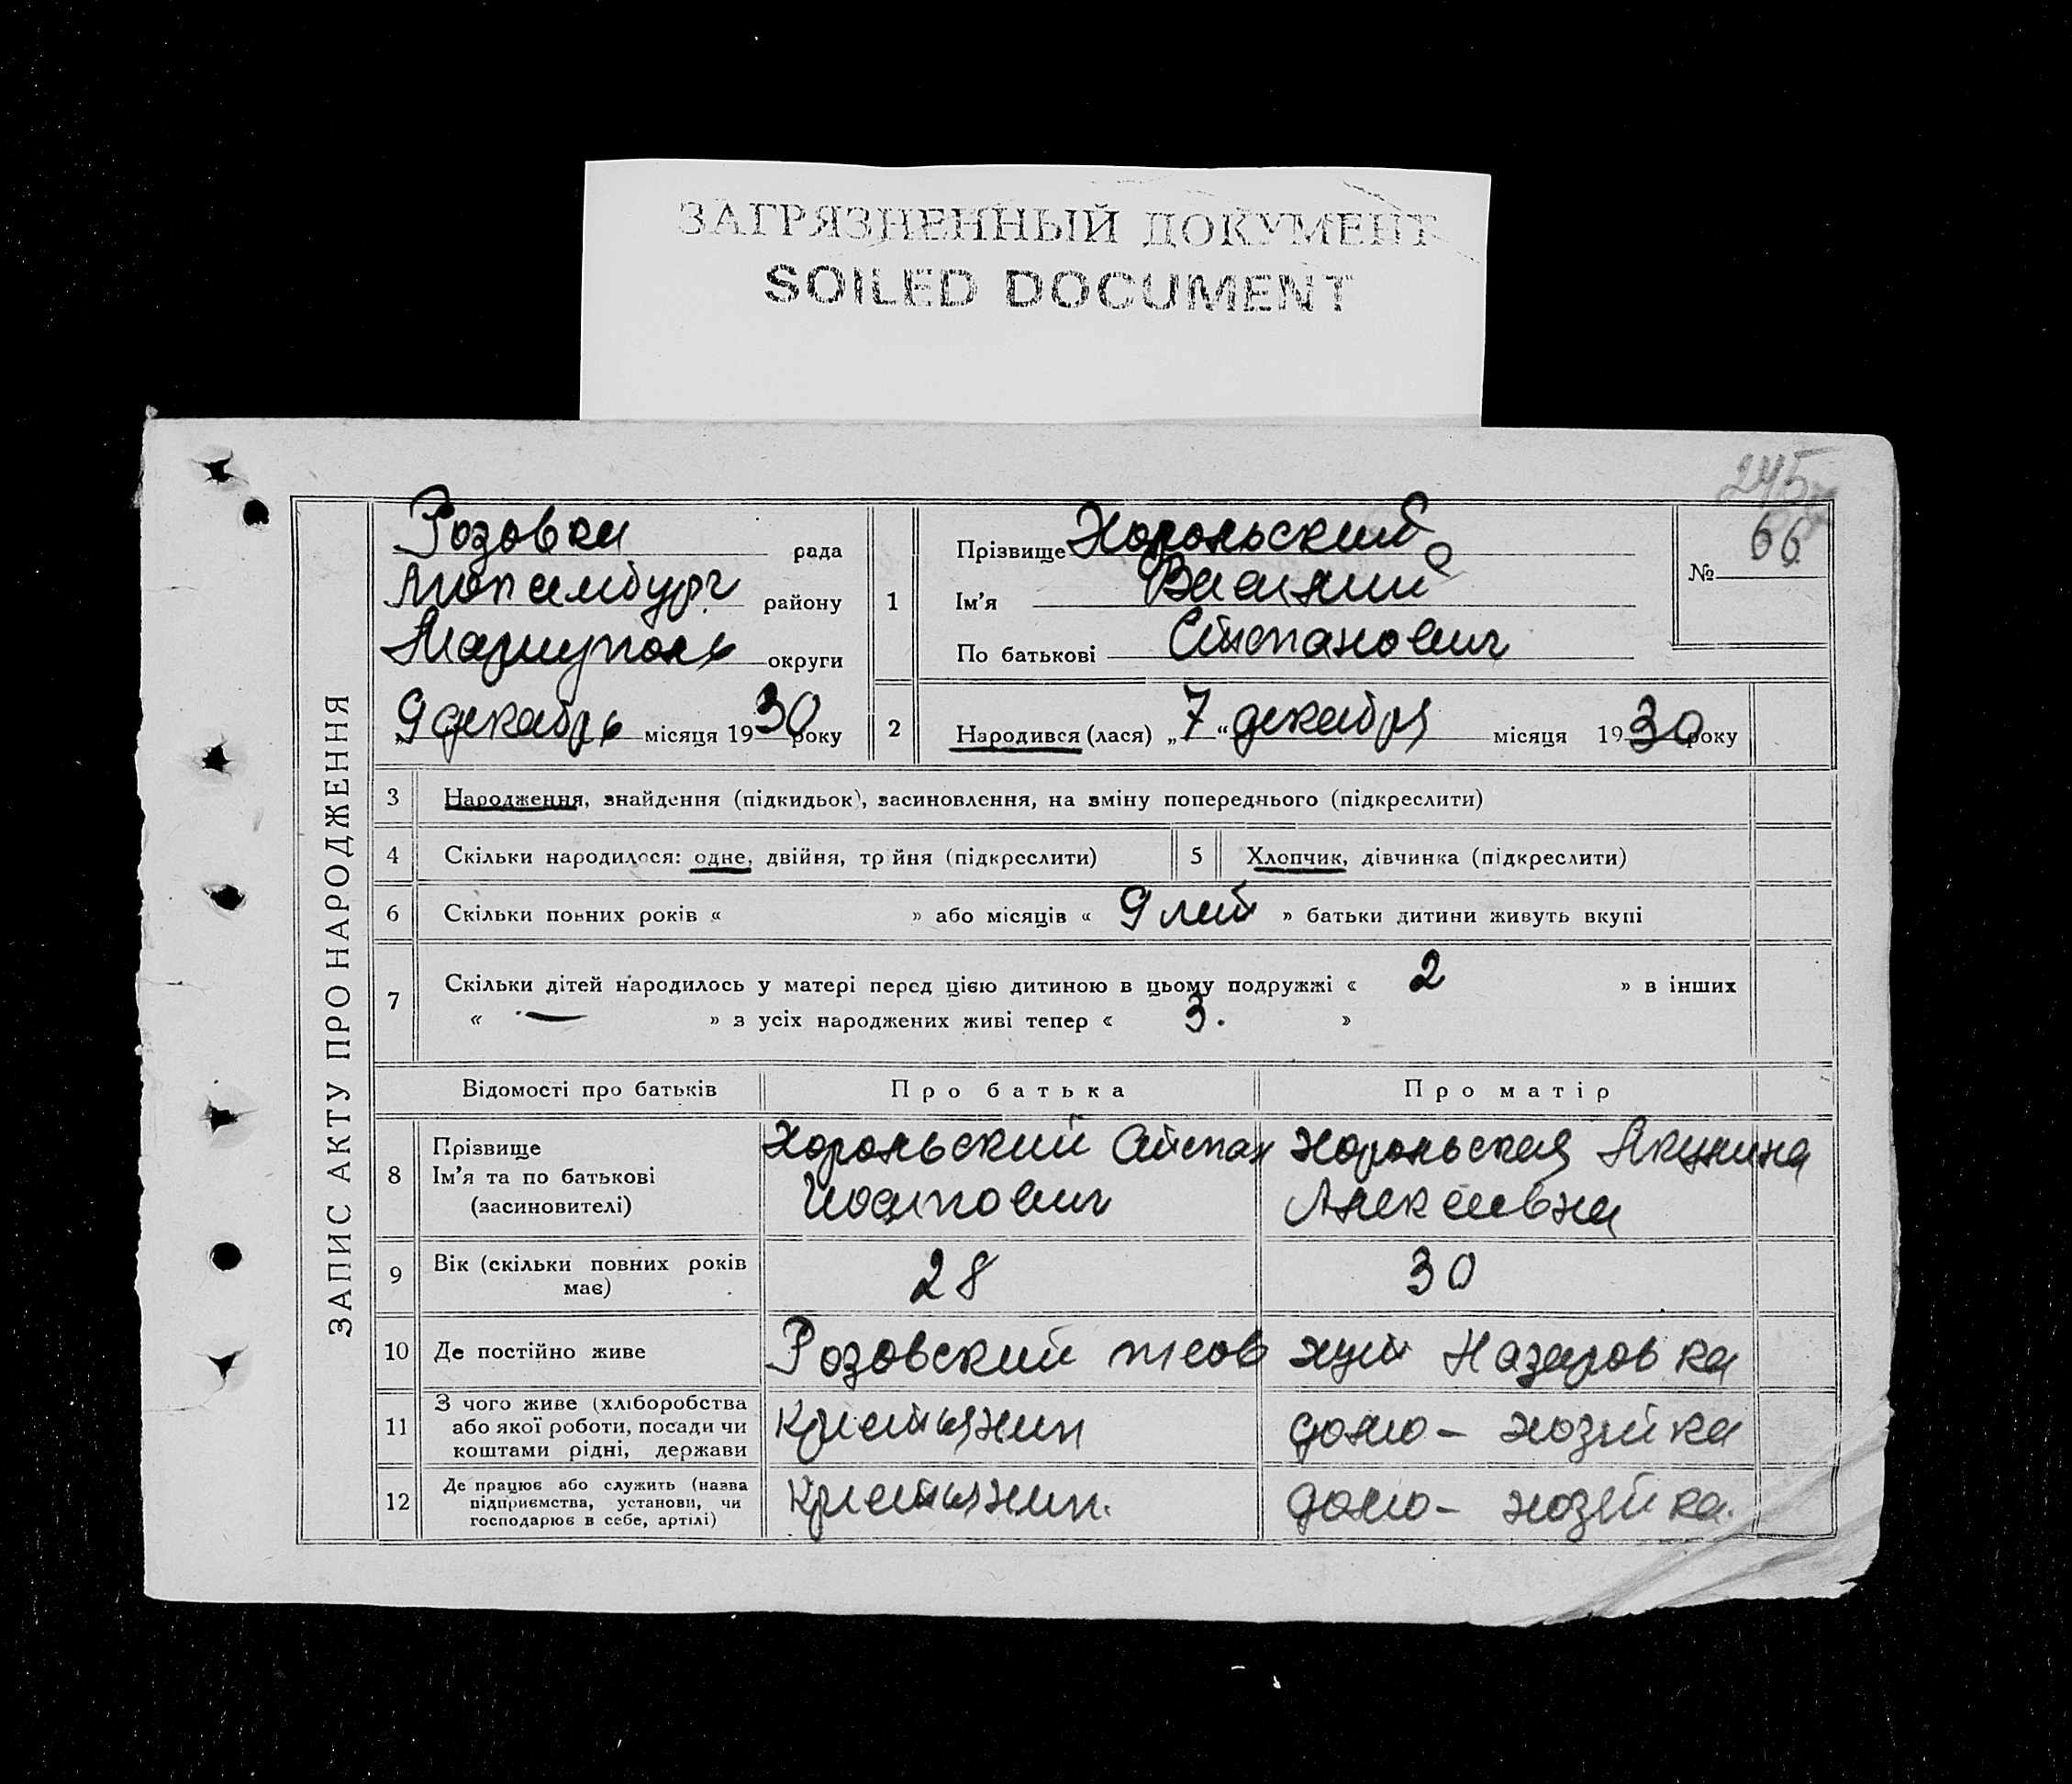 ЗАГРЯЗНЕННЫЙ ДОКУМЕНТ
SOILED DOCUMENT
245
ЗАПИС АКТУ ПРО НАРОДЖЕННЯ
Розовка рада
Люксембург району
Мариуполь округи
„9 декабрь місяця 1930 року
1
Прізвище Хорольский
Ім’я Василий
По батькові Степанович
№ 66
2 Народився (лася) „7“ декабря місяця 1930 року
3 Народження, знайдення (підкидьок), засиновлення, на зміну попереднього (підкреслити)
4 Скільки народилося: одне, двійня, тр йня (підкреслити) 5 Хлопчик, дівчинка (підкреслити)
6 Скільки повних років « » або місяців « 9 лет » батьки дитини живуть вкупі
7 Скільки дітей народилось у матері перед цією дитиною в цьому подружжі « 2 » в інших
« — » з усіх народжених живі тепер « 3. »
Відомості про батьків Про батька Про матір
8 Прізвище
Ім’я та по батькові
(засиновителі)
Хорольский Степан
Иосипович
Хорольская Акулина
Алексеевна
9 Вік (скільки повних років
має)
28 30
10 Де постійно живе Розовский Назаровка
11 З чого живе (хліборобства
або якої роботи, посади чи
коштами рідні, держави
крестьянин домо- хозяйка
12 Де працює або служить (назва
підприємства, установи, чи
господарює в себе, артілі)
крестьянин. домо- хозяйка.